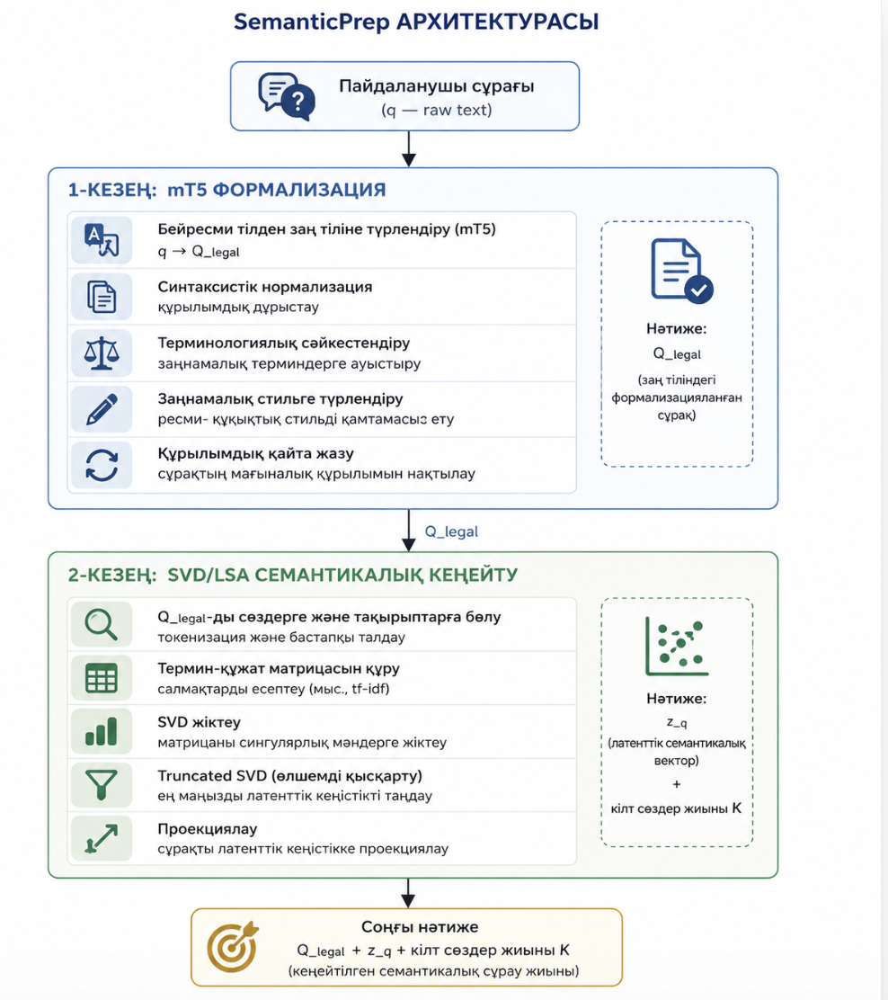 SemanticPrep АРХИТЕКТУРАСЫ
Пайдаланушы сұрағы
(q — raw text)
1-КЕЗЕҢ: mT5 ФОРМАЛИЗАЦИЯ
Бейресми тілден заң тіліне түрлендіру (mT5)
q → Q_legal
Синтаксистік нормализация
құрылымдық дұрыстау
Терминологиялық сәйкестендіру
заңнамалық терминдерге ауыстыру
Заңнамалық стильге түрлендіру
ресми- құқықтық стильді қамтамасыз ету
Құрылымдық қайта жазу
сұрақтың мағыналық құрылымын нақтылау
Нәтиже:
Q_legal
(заң тіліндегі
формализацияланған
сұрақ)
Q_legal
2-КЕЗЕҢ: SVD/LSA СЕМАНТИКАЛЫҚ КЕҢЕЙТУ
Q_legal-ды сөздерге және тақырыптарға бөлу
токенизация және бастапқы талдау
Термин-құжат матрицасын құру
салмақтарды есептеу (мыс., tf-idf)
SVD жіктеу
матрицаны сингулярлық мәндерге жіктеу
Truncated SVD (өлшемді қысқарту)
ең маңызды латенттік кеңістікті таңдау
Проекциялау
сұрақты латенттік кеңістікке проекциялау
Нәтиже:
z_q
(латенттік семантикалық
вектор)
+
кілт сөздер жиыны K
Соңғы нәтиже
Q_legal + z_q + кілт сөздер жиыны K
(кеңейтілген семантикалық сұрау жиыны)